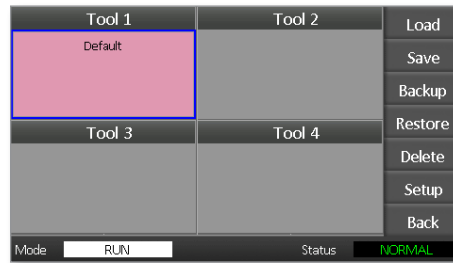 Tool 1
Default
Tool 2
Tool 3
Tool 4
Load
Save
Backup
Restore
Delete
Setup
Back
Mode RUN Status NORMAL